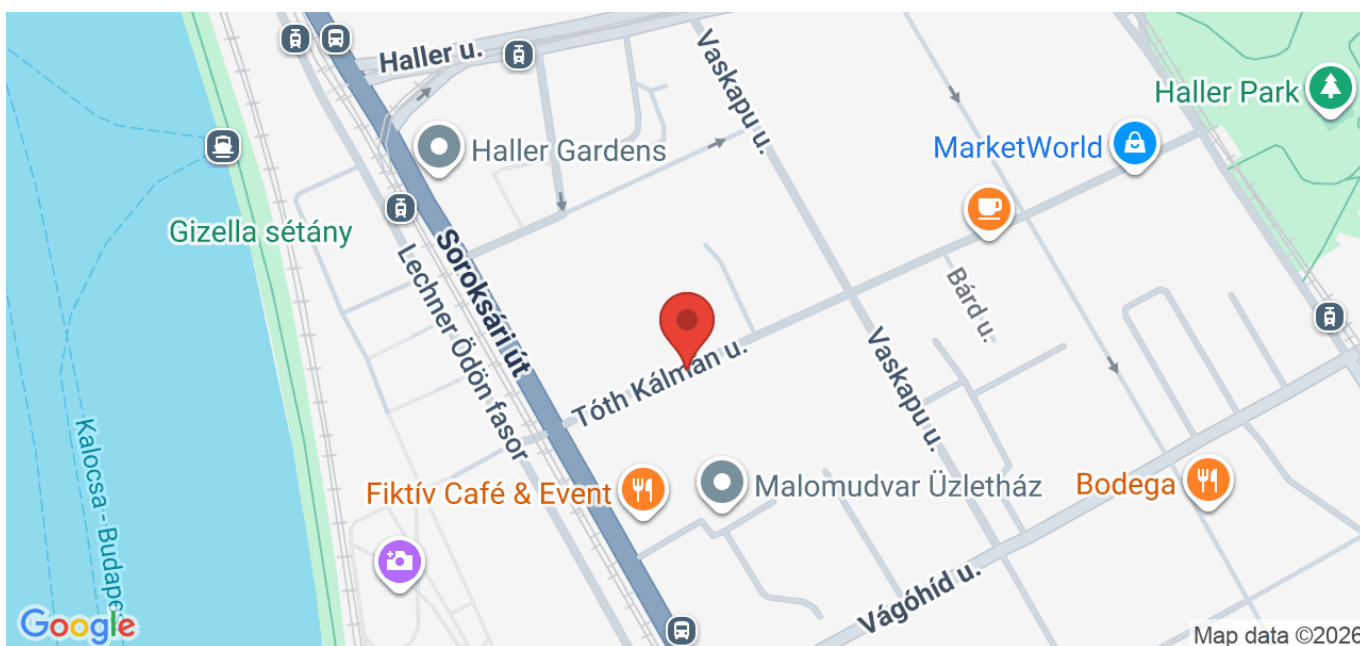 Haller u.
Vaskapu u.
Haller Park
MarketWorld
Haller Gardens
Gizella sétány
Soroksári út
Lechner Ödön fasor
Bárd u.
Tóth Kálmán u.
Vaskapu u.
Kalocsa - Budape
Fiktív Café & Event
Malomudvar Üzletház
Bodega
Vágóhíd u.
Google
Map data ©2026